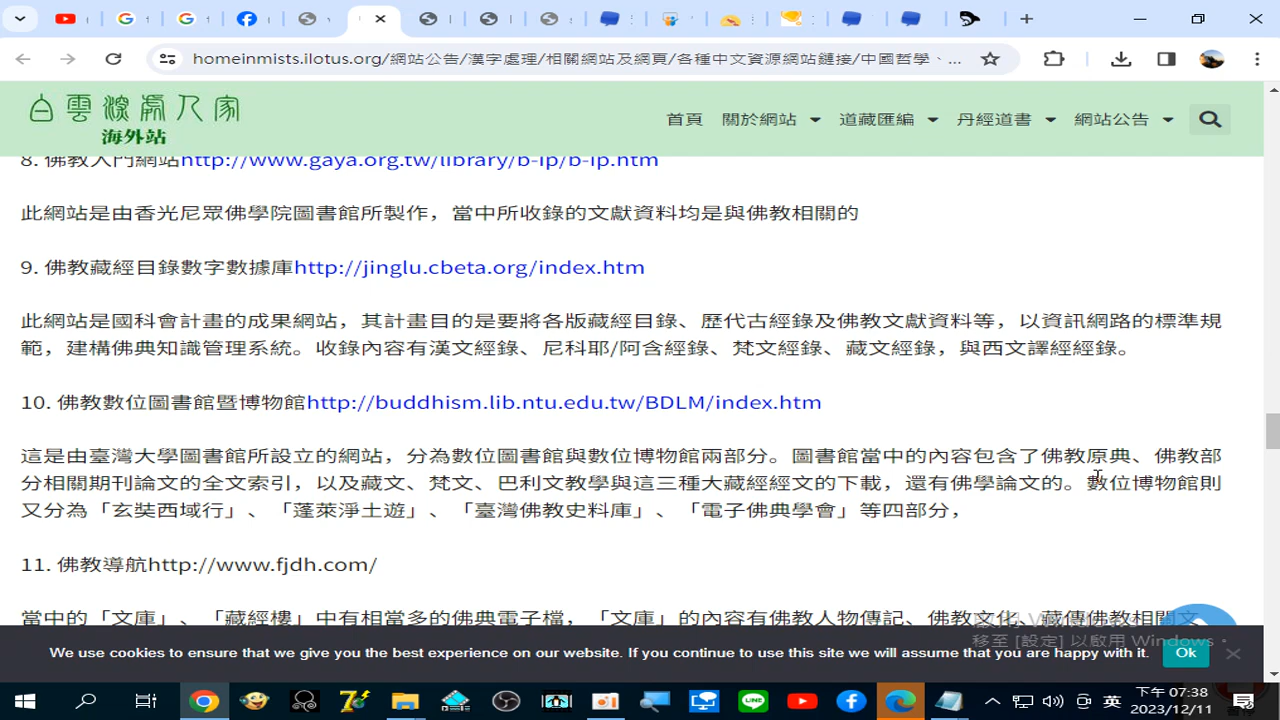 homeinmists.ilotus.org/網站公告/漢字處理/相關網站及網頁/各種中文資源網站鏈接/中國哲學、...
白雲深處人家
海外站
首頁 關於網站 道藏匯編 丹經道書 網站公告
8. 佛教入門網站http://www.gaya.org.tw/library/b-ip/b-ip.htm
此網站是由香光尼眾佛學院圖書館所製作，當中所收錄的文獻資料均是與佛教相關的
9. 佛教藏經目錄數字數據庫http://jinglu.cbeta.org/index.htm
此網站是國科會計畫的成果網站，其計畫目的是要將各版藏經目錄、歷代古經錄及佛教文獻資料等，以資訊網路的標準規
範，建構佛典知識管理系統。收錄內容有漢文經錄、尼科耶/阿含經錄、梵文經錄、藏文經錄，與西文譯經經錄。
10. 佛教數位圖書館暨博物館http://buddhism.lib.ntu.edu.tw/BDLM/index.htm
這是由臺灣大學圖書館所設立的網站，分為數位圖書館與數位博物館兩部分。圖書館當中的內容包含了佛教原典、佛教部
分相關期刊論文的全文索引，以及藏文、梵文、巴利文教學與這三種大藏經經文的下載，還有佛學論文的。數位博物館則
又分為「玄奘西域行」、「蓬萊淨土遊」、「臺灣佛教史料庫」、「電子佛典學會」等四部分，
11. 佛教導航http://www.fjdh.com/
當中的「文庫」、「藏經樓」中有相當多的佛典電子檔，「文庫」的內容有佛教人物傳記、佛教文化、藏傳佛教相關文
啟用 Windows
移至 [設定] 以啟用 Windows。
We use cookies to ensure that we give you the best experience on our website. If you continue to use this site we will assume that you are happy with it. Ok
英
下午 07:38
2023/12/11